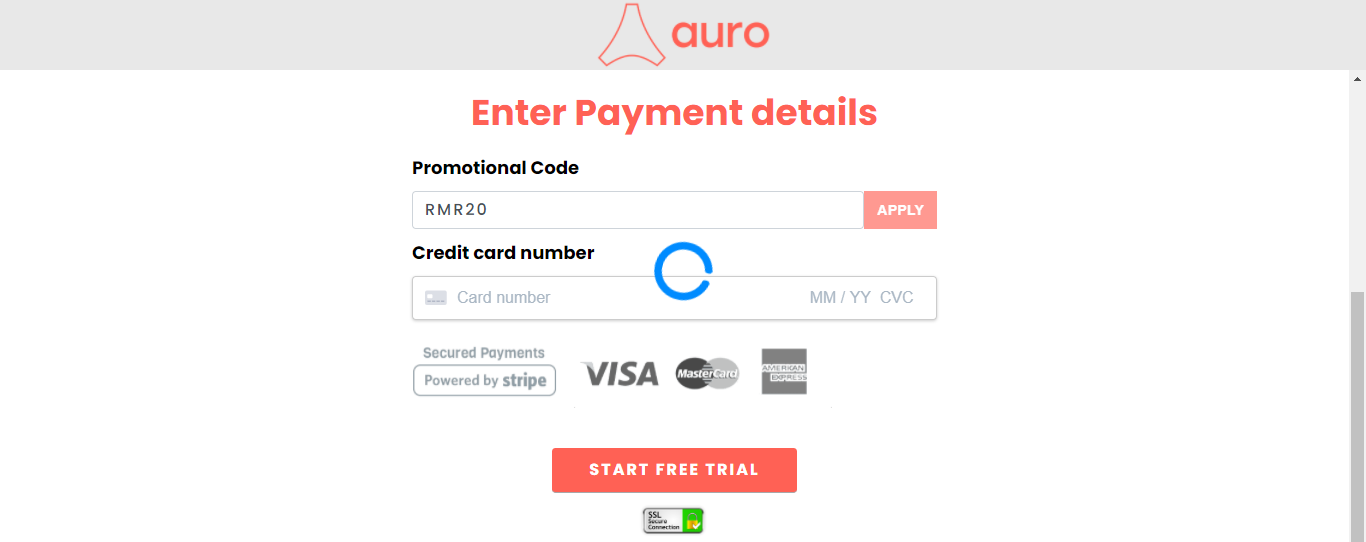 auro
Enter Payment details
Promotional Code
RMR20 APPLY
Credit card number
Card number MM / YY CVC
Secured Payments
Powered by stripe
VISA MasterCard AMERICAN EXPRESS
START FREE TRIAL
SSL
Secure
Connection